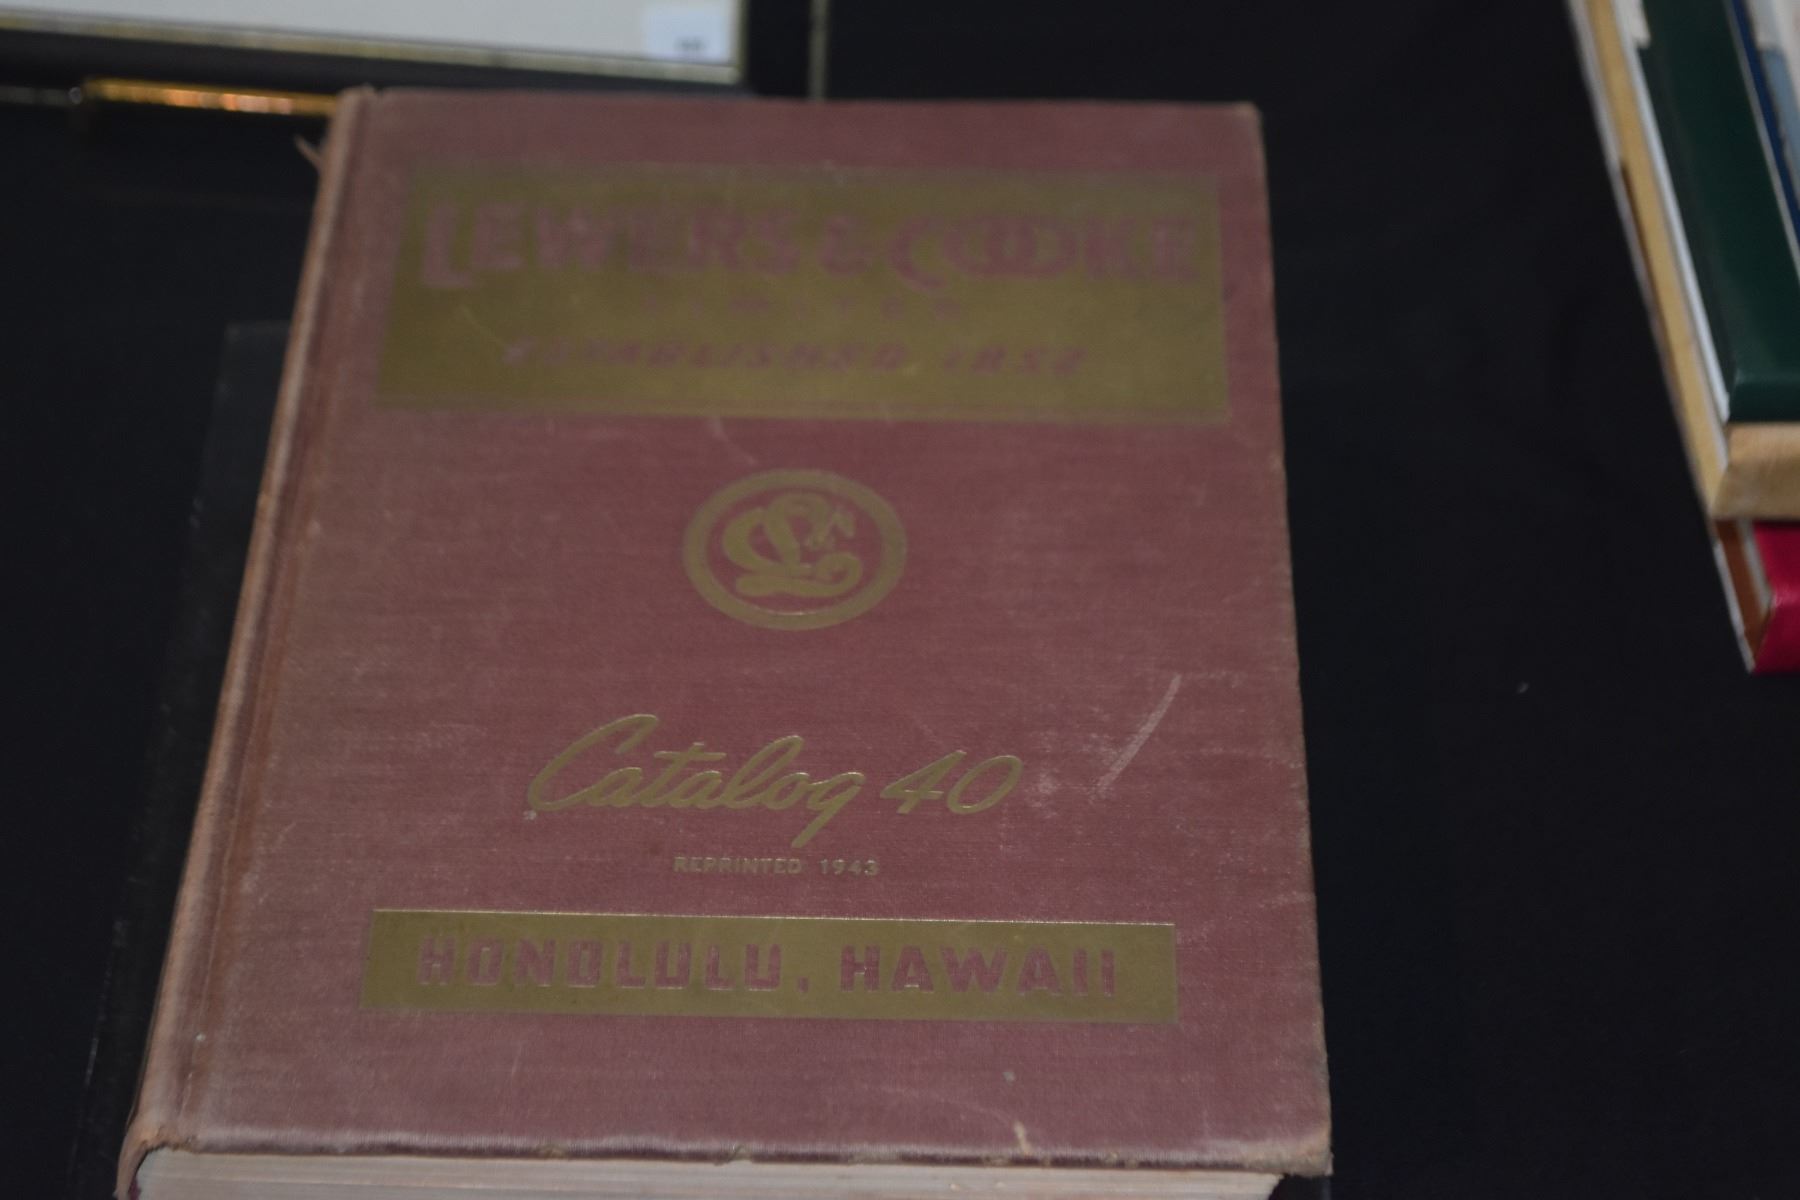 LEWERS & COOKE
LIMITED
ESTABLISHED 1852
Catalog 40
REPRINTED 1943
HONOLULU, HAWAII